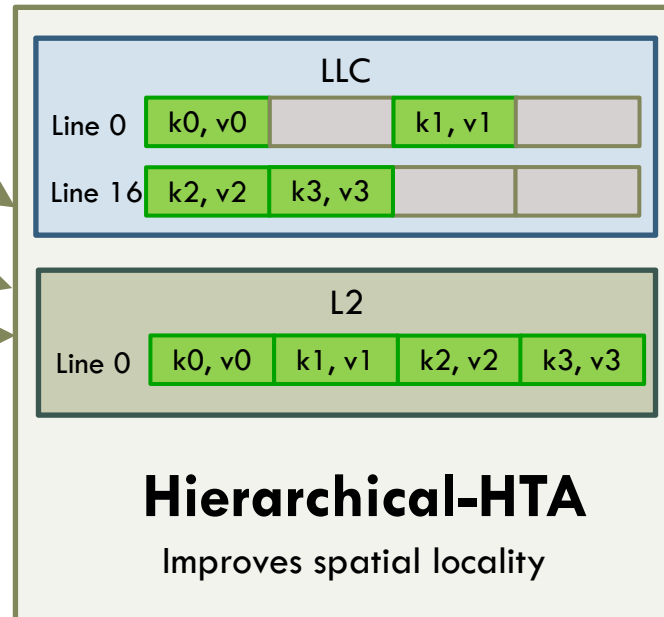 LLC
Line 0 k0, v0 k1, v1
Line 16 k2, v2 k3, v3
L2
Line 0 k0, v0 k1, v1 k2, v2 k3, v3
Hierarchical-HTA
Improves spatial locality